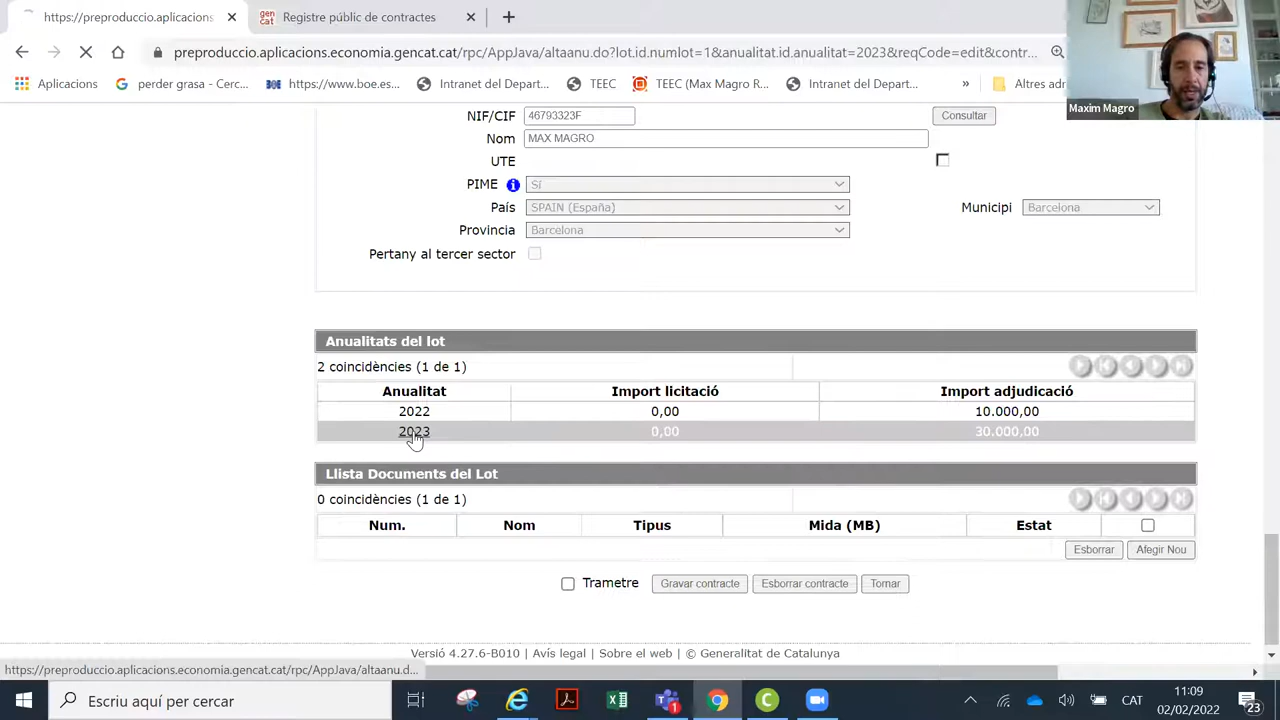 https://preproduccio.aplicacions
Registre públic de contractes
preproduccio.aplicacions.economia.gencat.cat/rpc/AppJava/altaanu.do?lot.id.numlot=1&anualitat.id.anualitat=2023&reqCode=edit&contr...
Aplicacions
perder grasa - Cerc...
https://www.boe.es...
Intranet del Depart...
TEEC
TEEC (Max Magro R...
Intranet del Depart...
»
Altres adr
Maxim Magro
NIF/CIF 46793323F Consultar
Nom MAX MAGRO
UTE
PIME i Sí
País SPAIN (España) Municipi Barcelona
Provincia Barcelona
Pertany al tercer sector
Anualitats del lot
2 coincidències (1 de 1)
Anualitat Import licitació Import adjudicació
2022 0,00 10.000,00
2023 0,00 30.000,00
Llista Documents del Lot
0 coincidències (1 de 1)
Num. Nom Tipus Mida (MB) Estat
Esborrar Afegir Nou
Trametre Gravar contracte Esborrar contracte Tornar
Versió 4.27.6-B010 | Avís legal | Sobre el web | © Generalitat de Catalunya
https://preproduccio.aplicacions.economia.gencat.cat/rpc/AppJava/altaanu.d...
Escriu aquí per cercar
CAT
11:09
02/02/2022
23